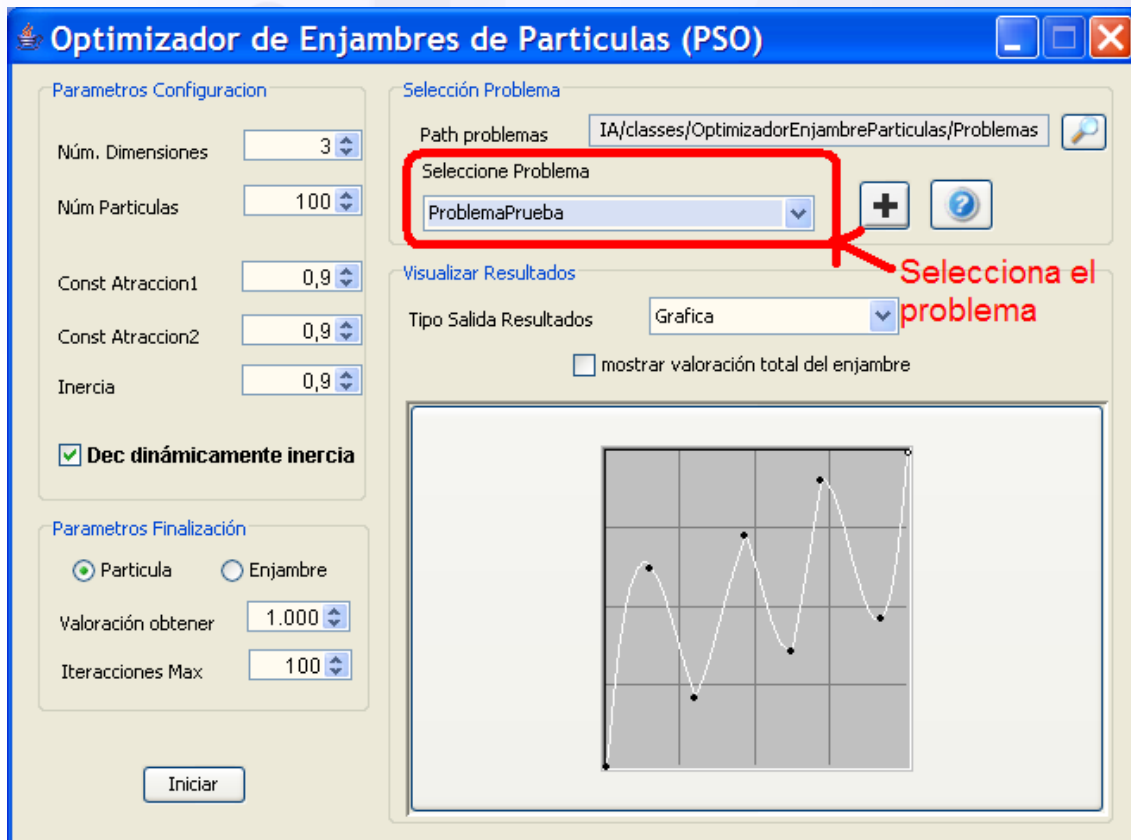 Optimizador de Enjambres de Particulas (PSO)
Parametros Configuracion
Núm. Dimensiones 3
Núm Particulas 100
Const Atraccion1 0,9
Const Atraccion2 0,9
Inercia 0,9
Dec dinámicamente inercia
Parametros Finalización
Particula Enjambre
Valoración obtener 1.000
Iteracciones Max 100
Iniciar
Selección Problema
Path problemas IA/classes/OptimizadorEnjambreParticulas/Problemas
Seleccione Problema
ProblemaPrueba
Selecciona el
problema
Visualizar Resultados
Tipo Salida Resultados Grafica
mostrar valoración total del enjambre